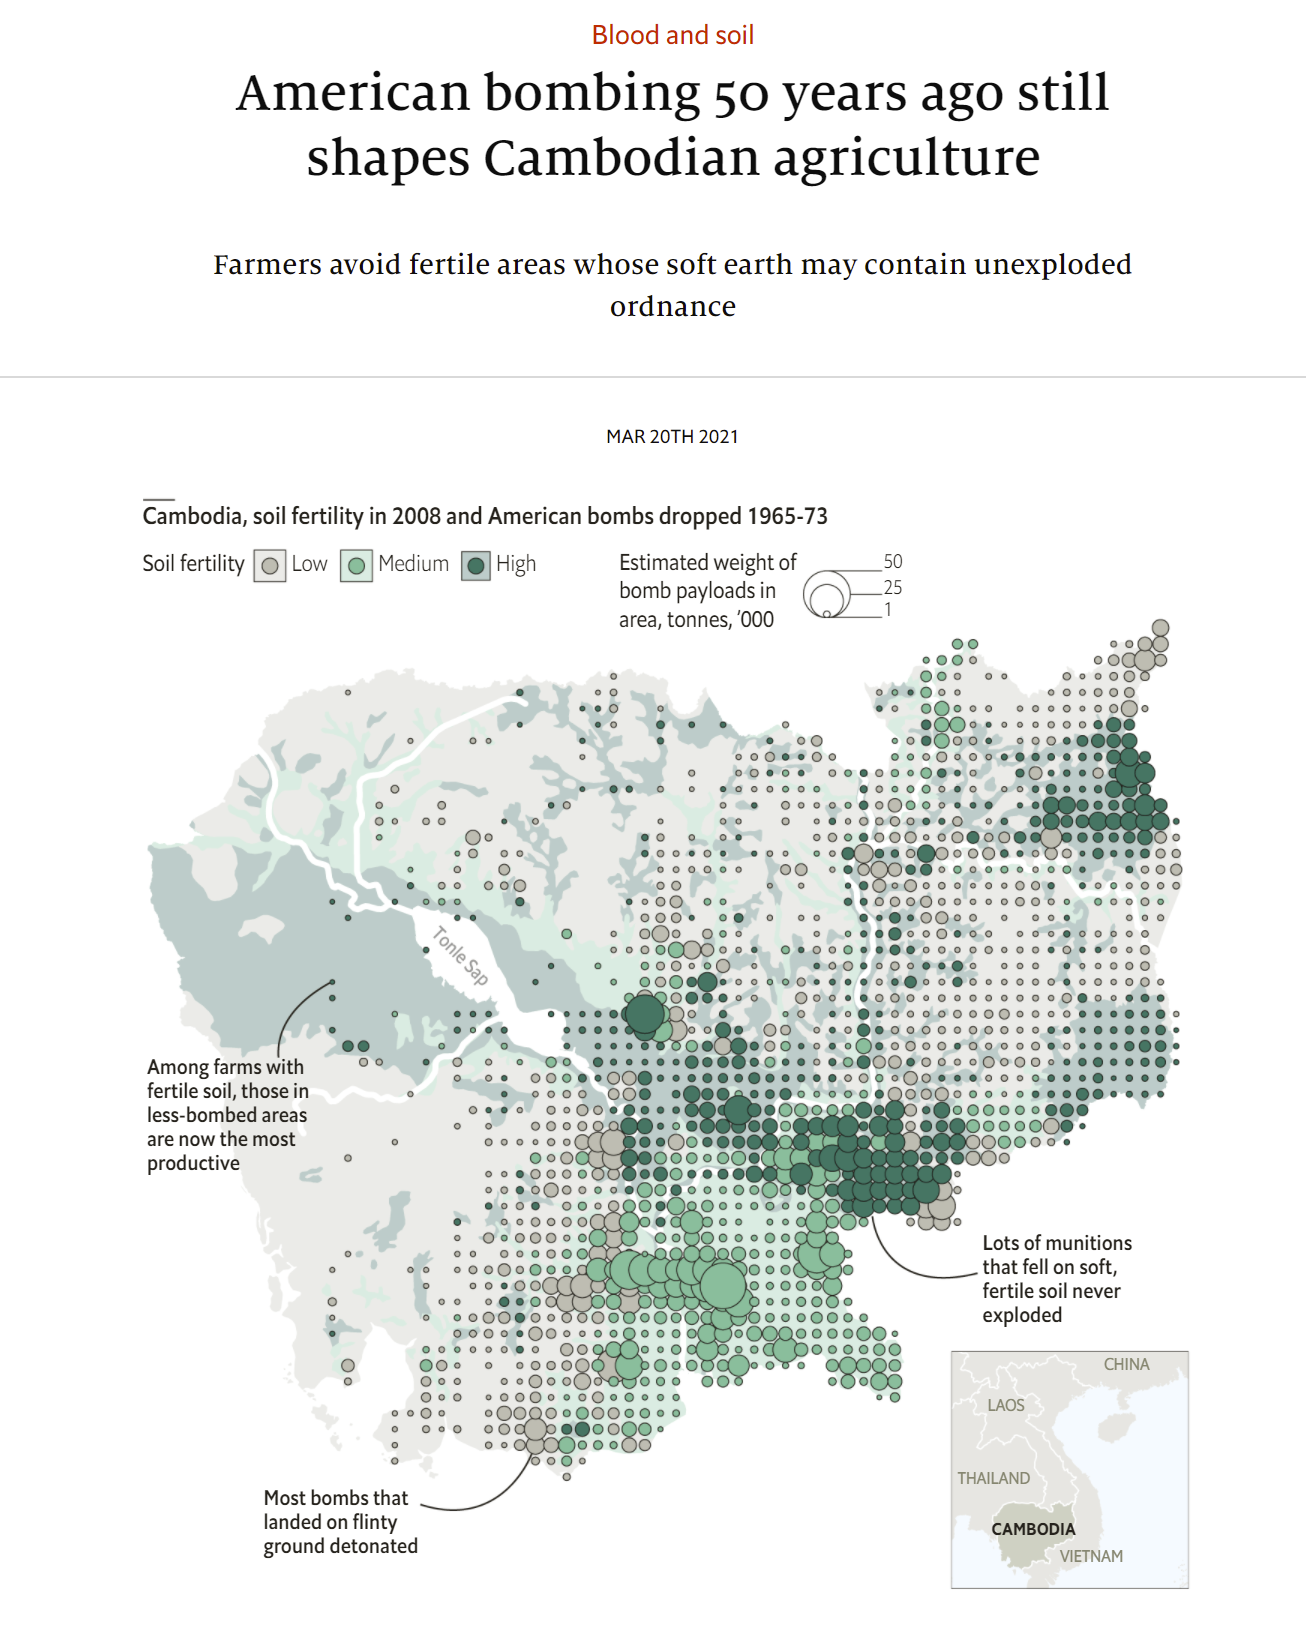 Blood and soil
American bombing 50 years ago still
shapes Cambodian agriculture
Farmers avoid fertile areas whose soft earth may contain unexploded
ordnance
MAR 20TH 2021
Cambodia, soil fertility in 2008 and American bombs dropped 1965-73
Soil fertility Low Medium High
Estimated weight of
bomb payloads in
area, tonnes, '000
50
25
1
Tonle Sap
Among farms with
fertile soil, those in
less-bombed areas
are now the most
productive
Lots of munitions
that fell on soft,
fertile soil never
exploded
Most bombs that
landed on flinty
ground detonated
CHINA
LAOS
THAILAND
CAMBODIA
VIETNAM